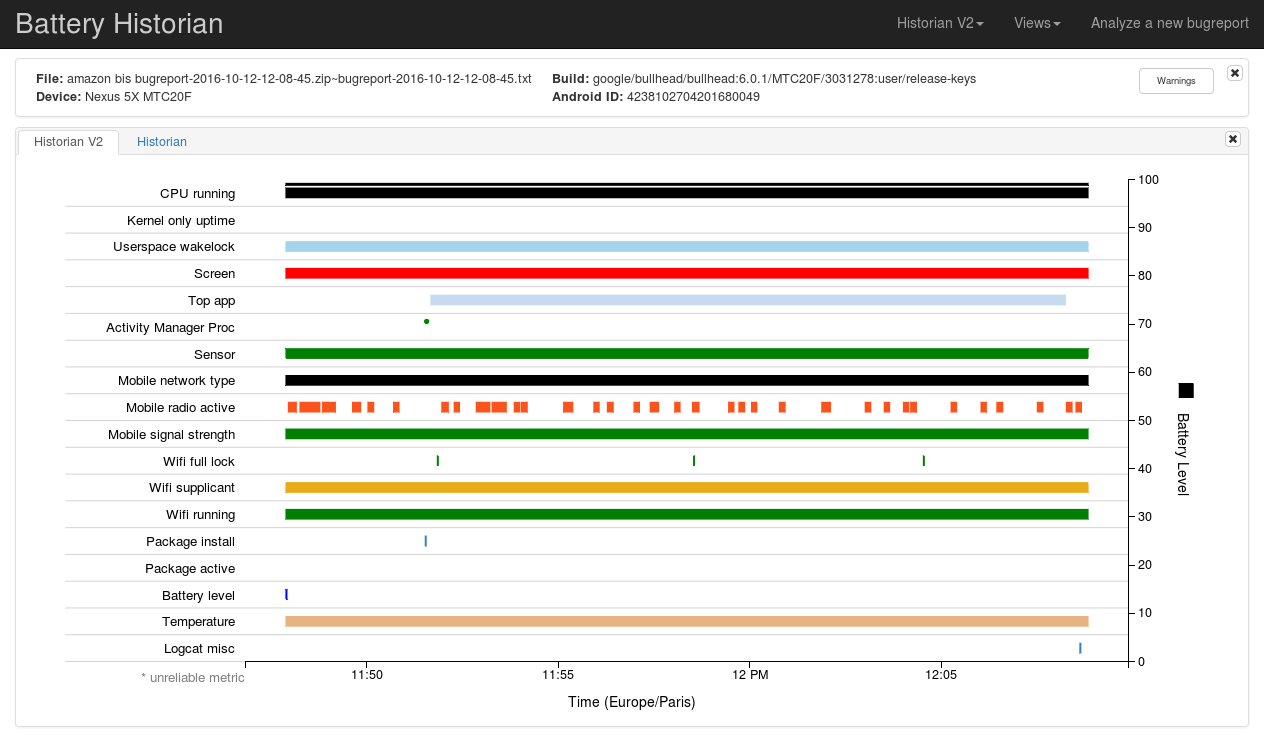 Battery Historian
Historian V2 Views Analyze a new bugreport
File: amazon bis bugreport-2016-10-12-12-08-45.zip~bugreport-2016-10-12-12-08-45.txt
Device: Nexus 5X MTC20F
Build: google/bullhead/bullhead:6.0.1/MTC20F/3031278:user/release-keys
Android ID: 4238102704201680049
Warnings
Historian V2 Historian
CPU running
Kernel only uptime
Userspace wakelock
Screen
Top app
Activity Manager Proc
Sensor
Mobile network type
Mobile radio active
Mobile signal strength
Wifi full lock
Wifi supplicant
Wifi running
Package install
Package active
Battery level
Temperature
Logcat misc
* unreliable metric
11:50 11:55 12 PM 12:05
Time (Europe/Paris)
100
90
80
70
60
50
40
30
20
10
0
Battery Level